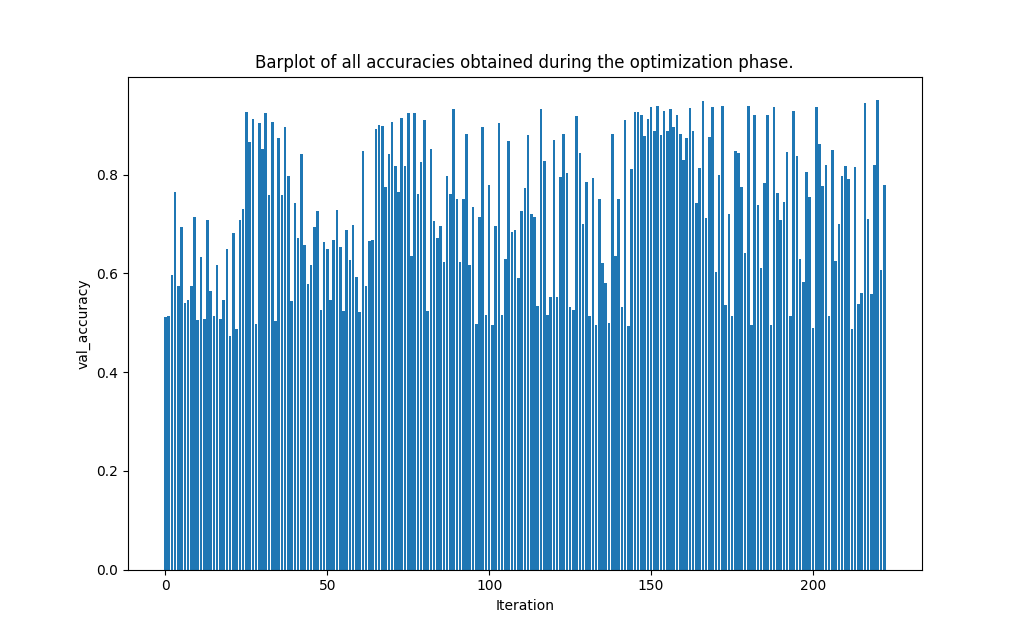 Barplot of all accuracies obtained during the optimization phase.
val_accuracy
0.8
0.6
0.4
0.2
0.0
0 50 100 150 200
Iteration